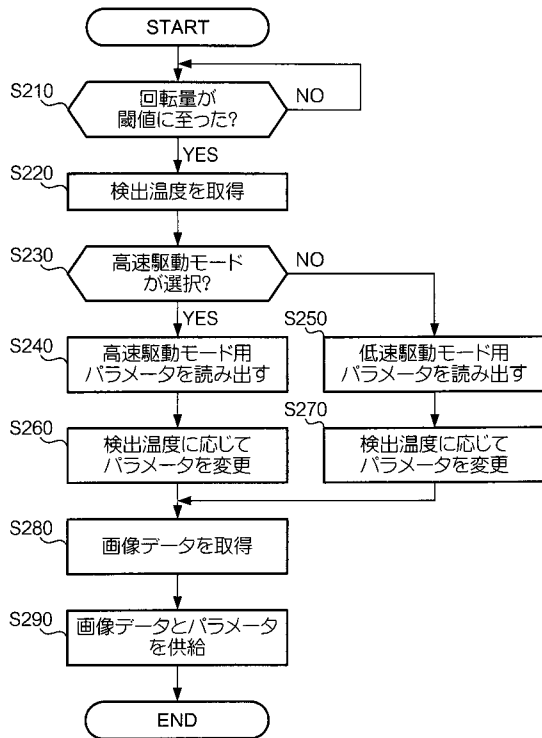 START
S210
回転量が
閾値に至った?
NO
YES
S220
検出温度を取得
S230
高速駆動モード
が選択?
NO
YES
S240
高速駆動モード用
パラメータを読み出す
S250
低速駆動モード用
パラメータを読み出す
S260
検出温度に応じて
パラメータを変更
S270
検出温度に応じて
パラメータを変更
S280
画像データを取得
S290
画像データとパラメータ
を供給
END